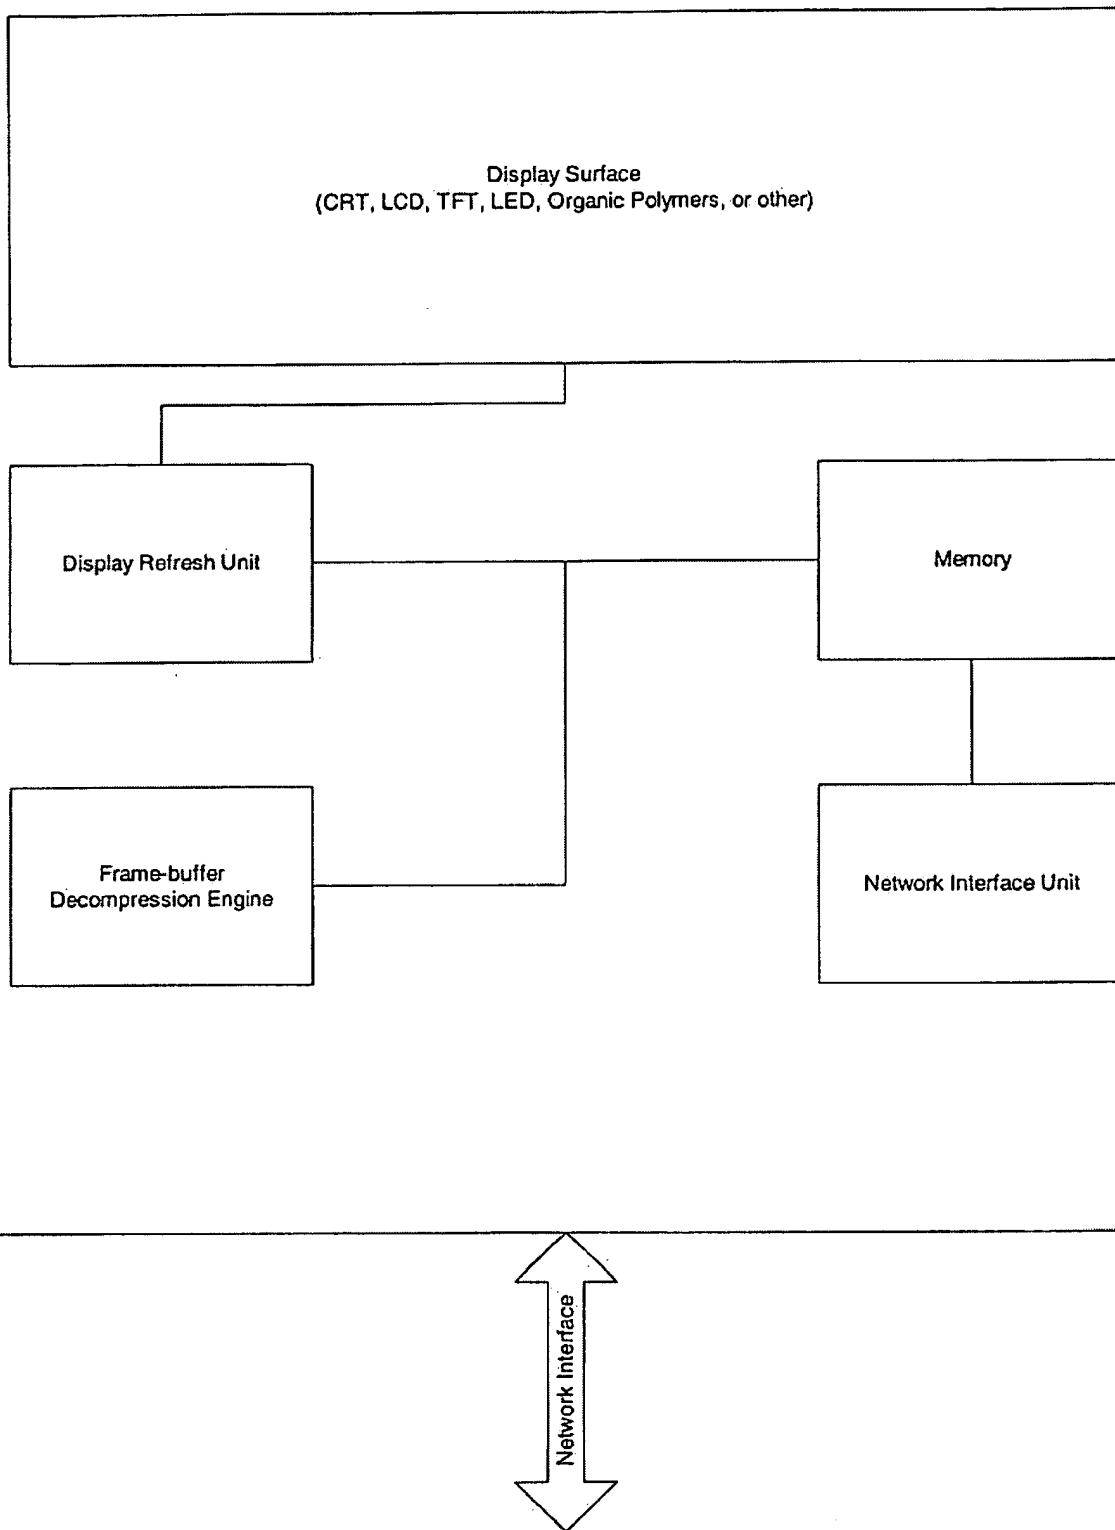 Display Surface
(CRT, LCD, TFT, LED, Organic Polymers, or other)
Display Refresh Unit
Memory
Frame-buffer
Decompression Engine
Network Interface Unit
Network Interface